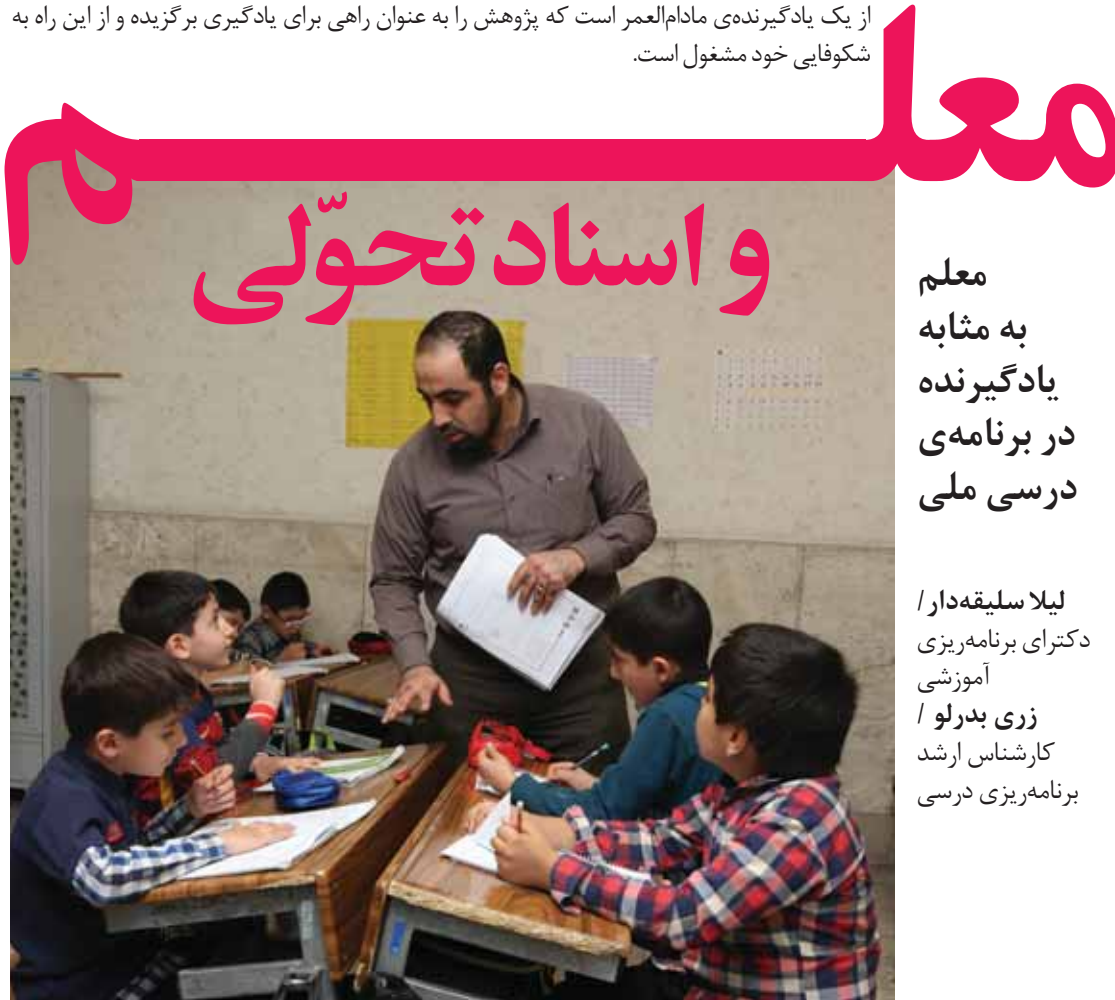 از یک یادگیرنده‌ی مادام‌العمر است که پژوهش را به عنوان راهی برای یادگیری برگزیده و از این راه به
شکوفایی خود مشغول است.
معلــــــم
و اسناد تحوّلی
معلم
به مثابه
یادگیرنده
در برنامه‌ی
درسی ملی
لیلا سلیقه‌دار/
دکترای برنامه‌ریزی
آموزشی
زری بدرلو /
کارشناس ارشد
برنامه‌ریزی درسی